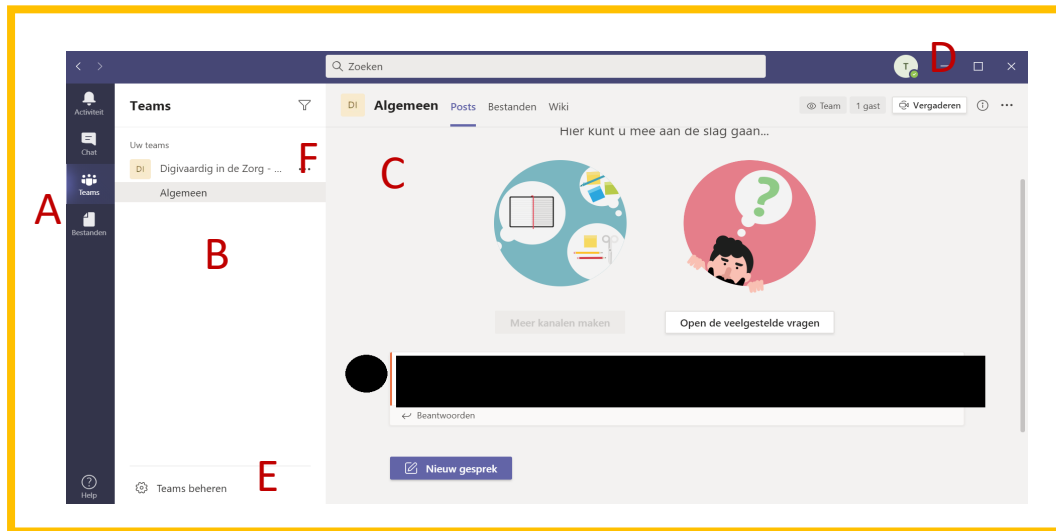 D
Zoeken
T
Activiteit
Teams
DI Algemeen Posts Bestanden Wiki
Team 1 gast Vergaderen
Chat
Uw teams
F
Hier kunt u mee aan de slag gaan...
DI Digivaardig in de Zorg - ...
C
Teams
Algemeen
A
Bestanden
B
?
Meer kanalen maken
Open de veelgestelde vragen
Beantwoorden
Nieuw gesprek
E
Teams beheren
?
Help